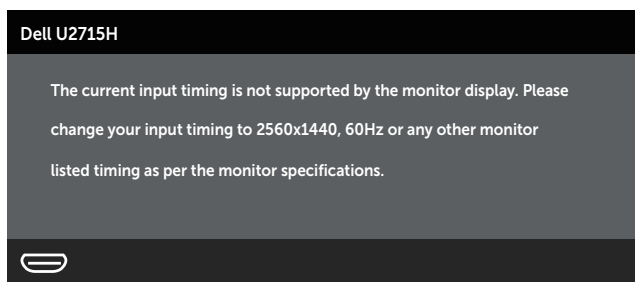 Dell U2715H
The current input timing is not supported by the monitor display. Please
change your input timing to 2560x1440, 60Hz or any other monitor
listed timing as per the monitor specifications.